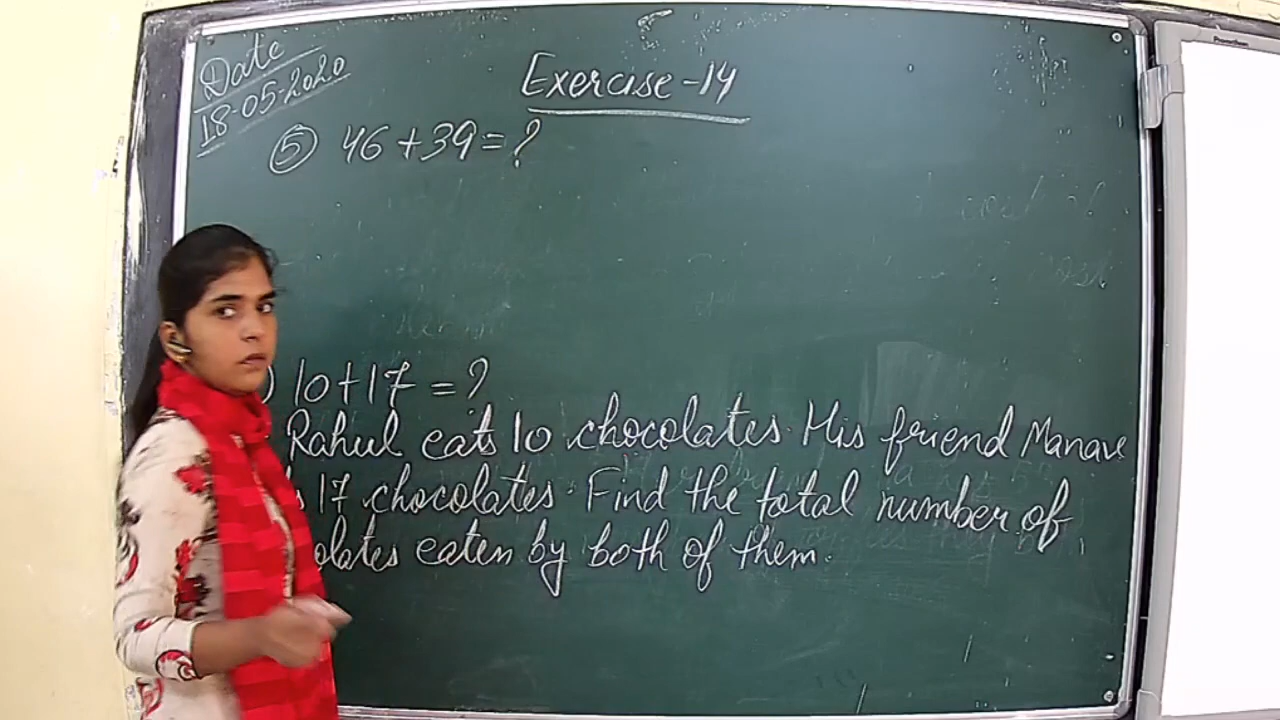 Date
18-05-2020
Exercise-14
⑤ 46+39=?
) 10+17 = ?
Rahul eats 10 chocolates. His friend Manave
s 17 chocolates. Find the total number of
olates eaten by both of them.